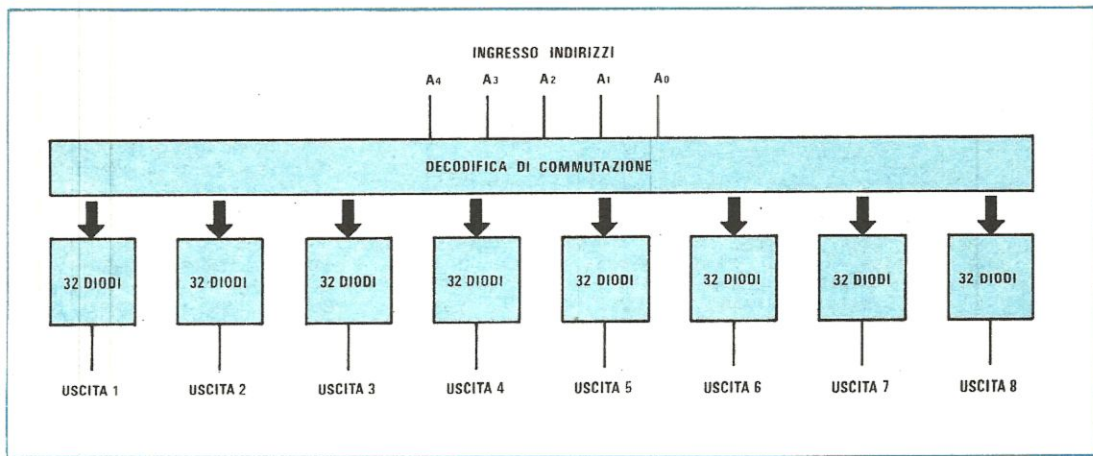 INGRESSO INDIRIZZI
A4 A3 A2 A1 A0
DECODIFICA DI COMMUTAZIONE
32 DIODI 32 DIODI 32 DIODI 32 DIODI 32 DIODI 32 DIODI 32 DIODI 32 DIODI
USCITA 1 USCITA 2 USCITA 3 USCITA 4 USCITA 5 USCITA 6 USCITA 7 USCITA 8